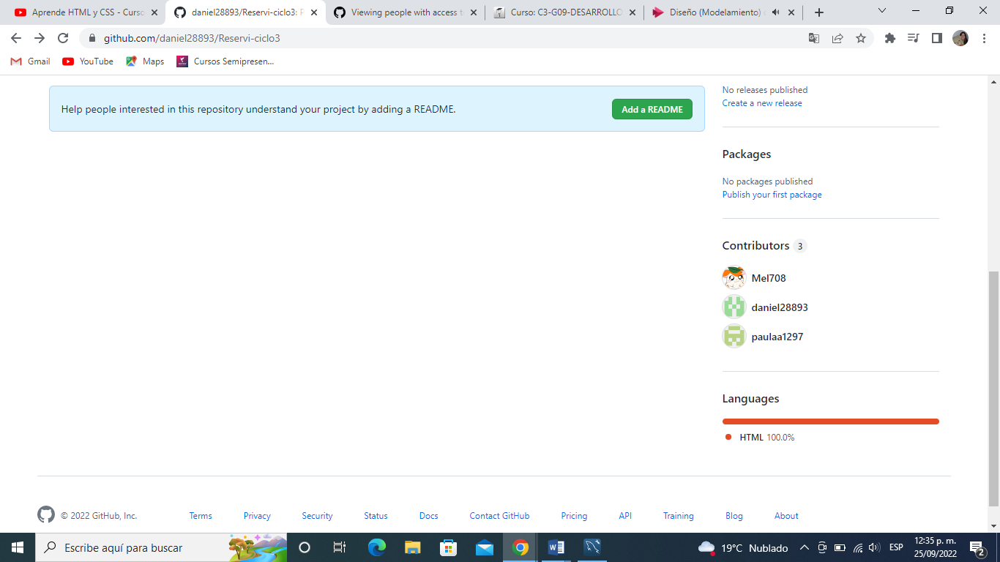 Aprende HTML y CSS - Curso
daniel28893/Reservi-ciclo3: P
Viewing people with access t
Curso: C3-G09-DESARROLLO
Diseño (Modelamiento)
github.com/daniel28893/Reservi-ciclo3
Gmail
YouTube
Maps
Cursos Semipresen...
Help people interested in this repository understand your project by adding a README.
Add a README
No releases published
Create a new release
Packages
No packages published
Publish your first package
Contributors 3
Mel708
daniel28893
paulaa1297
Languages
HTML 100.0%
© 2022 GitHub, Inc.
Terms
Privacy
Security
Status
Docs
Contact GitHub
Pricing
API
Training
Blog
About
Escribe aquí para buscar
19°C Nublado
ESP
12:35 p. m.
25/09/2022
2